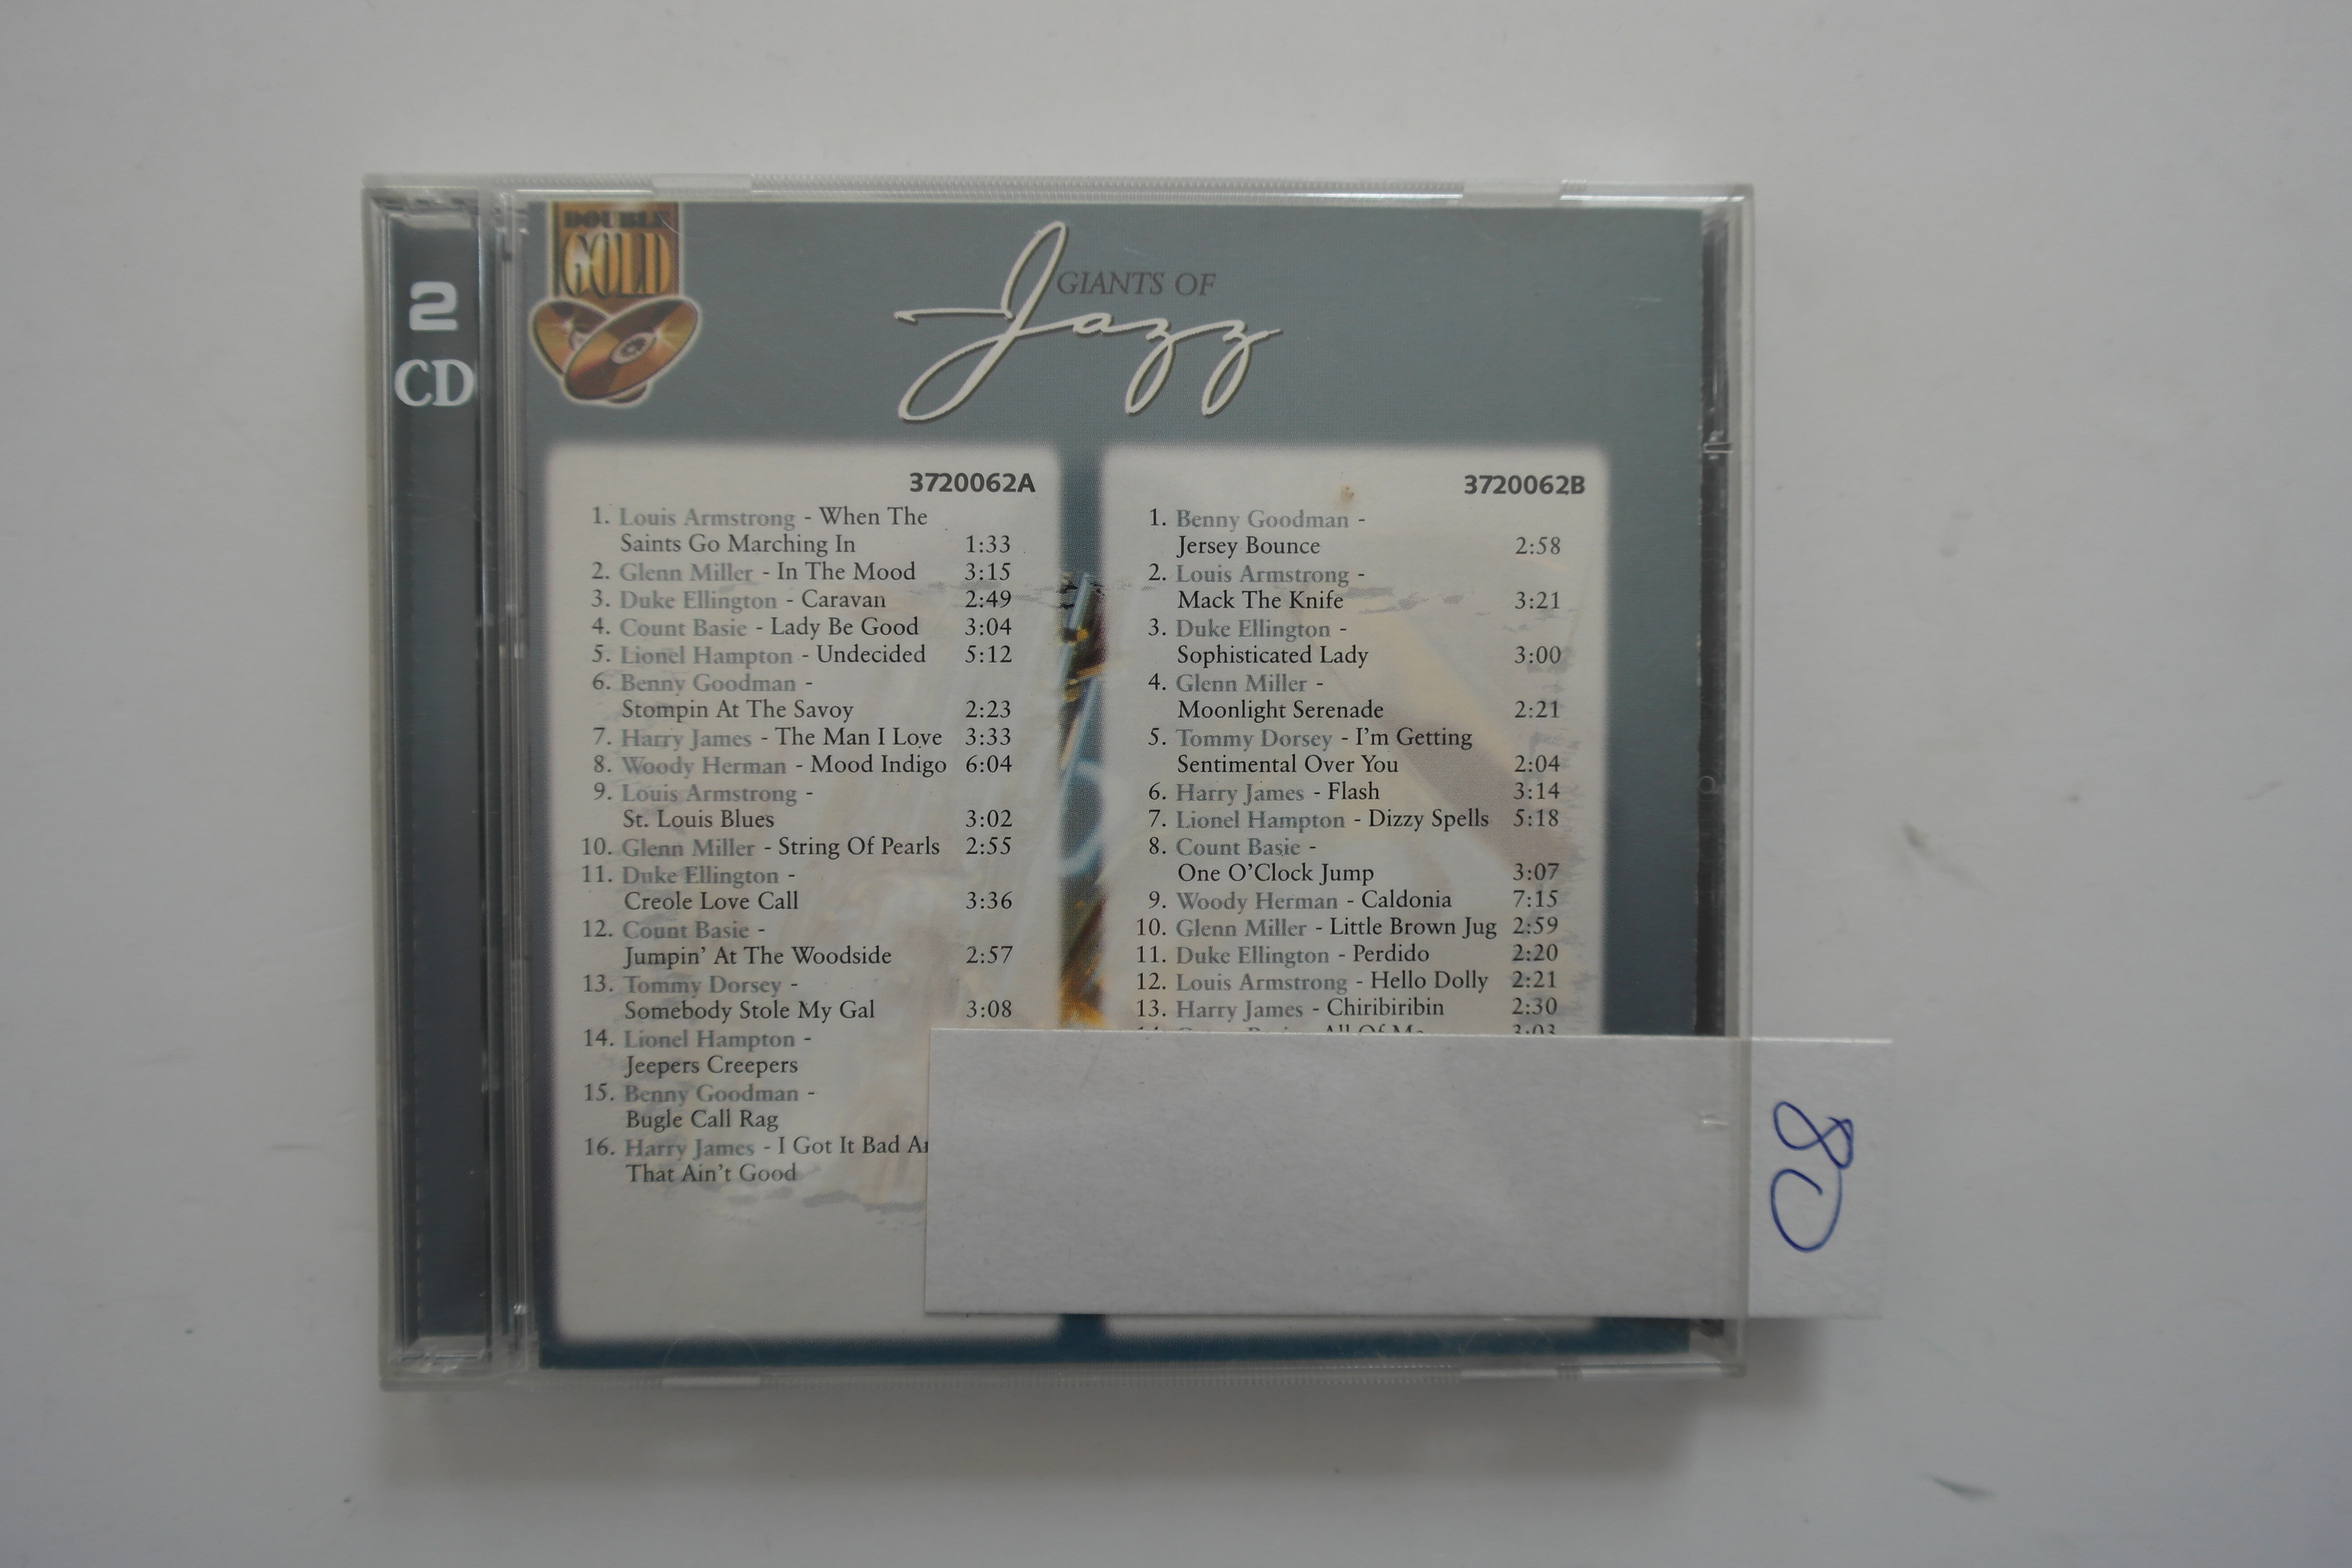 2
CD
DOUBLE
GOLD
GIANTS OF
Jazz
3720062A
1. Louis Armstrong - When The
Saints Go Marching In 1:33
2. Glenn Miller - In The Mood 3:15
3. Duke Ellington - Caravan 2:49
4. Count Basie - Lady Be Good 3:04
5. Lionel Hampton - Undecided 5:12
6. Benny Goodman -
Stompin At The Savoy 2:23
7. Harry James - The Man I Love 3:33
8. Woody Herman - Mood Indigo 6:04
9. Louis Armstrong -
St. Louis Blues 3:02
10. Glenn Miller - String Of Pearls 2:55
11. Duke Ellington -
Creole Love Call 3:36
12. Count Basie -
Jumpin' At The Woodside 2:57
13. Tommy Dorsey -
Somebody Stole My Gal 3:08
14. Lionel Hampton -
Jeepers Creepers
15. Benny Goodman -
Bugle Call Rag
16. Harry James - I Got It Bad
That Ain't Good
3720062B
1. Benny Goodman -
Jersey Bounce 2:58
2. Louis Armstrong -
Mack The Knife 3:21
3. Duke Ellington -
Sophisticated Lady 3:00
4. Glenn Miller -
Moonlight Serenade 2:21
5. Tommy Dorsey - I'm Getting
Sentimental Over You 2:04
6. Harry James - Flash 3:14
7. Lionel Hampton - Dizzy Spells 5:18
8. Count Basie -
One O'Clock Jump 3:07
9. Woody Herman - Caldonia 7:15
10. Glenn Miller - Little Brown Jug 2:59
11. Duke Ellington - Perdido 2:20
12. Louis Armstrong - Hello Dolly 2:21
13. Harry James - Chiribiribin 2:30
14. Count Basie - All Of Me 3:03
80